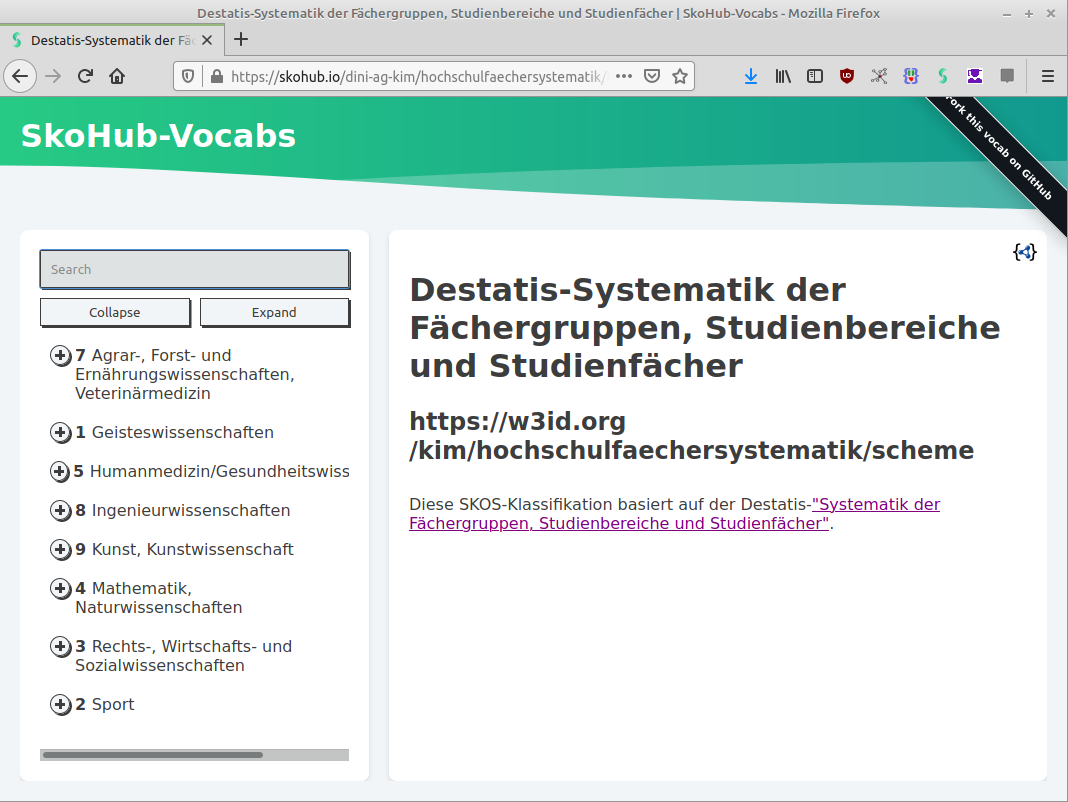 Destatis-Systematik der Fächergruppen, Studienbereiche und Studienfächer | SkoHub-Vocabs - Mozilla Firefox
Destatis-Systematik der Fäc
https://skohub.io/dini-ag-kim/hochschulfaechersystematik/
SkoHub-Vocabs
ork this vocab on GitHub
Search
Collapse Expand
7 Agrar-, Forst- und
Ernährungswissenschaften,
Veterinärmedizin
1 Geisteswissenschaften
5 Humanmedizin/Gesundheitswiss
8 Ingenieurwissenschaften
9 Kunst, Kunstwissenschaft
4 Mathematik,
Naturwissenschaften
3 Rechts-, Wirtschafts- und
Sozialwissenschaften
2 Sport
Destatis-Systematik der
Fächergruppen, Studienbereiche
und Studienfächer
https://w3id.org
/kim/hochschulfaechersystematik/scheme
Diese SKOS-Klassifikation basiert auf der Destatis-"Systematik der
Fächergruppen, Studienbereiche und Studienfächer".